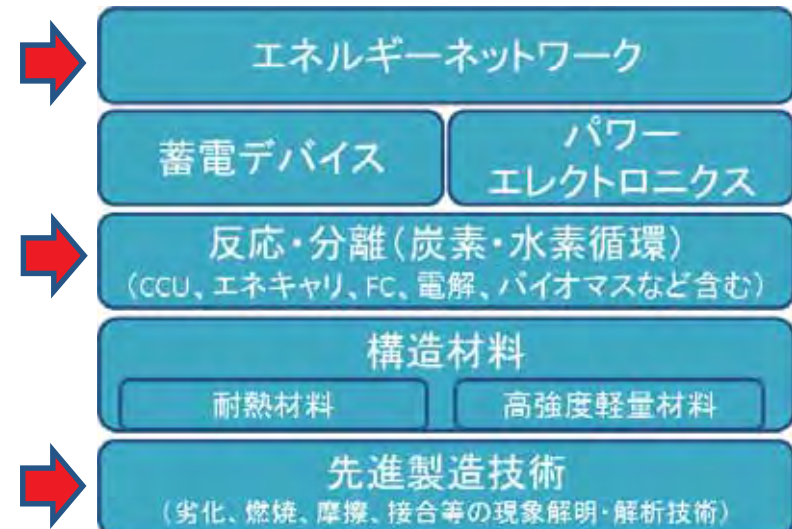 エネルギーネットワーク
蓄電デバイス
パワー
エレクトロニクス
反応・分離(炭素・水素循環)
(CCU、エネキャリ、FC、電解、バイオマスなど含む)
構造材料
耐熱材料
高強度軽量材料
先進製造技術
(劣化、燃焼、摩擦、接合等の現象解明・解析技術)